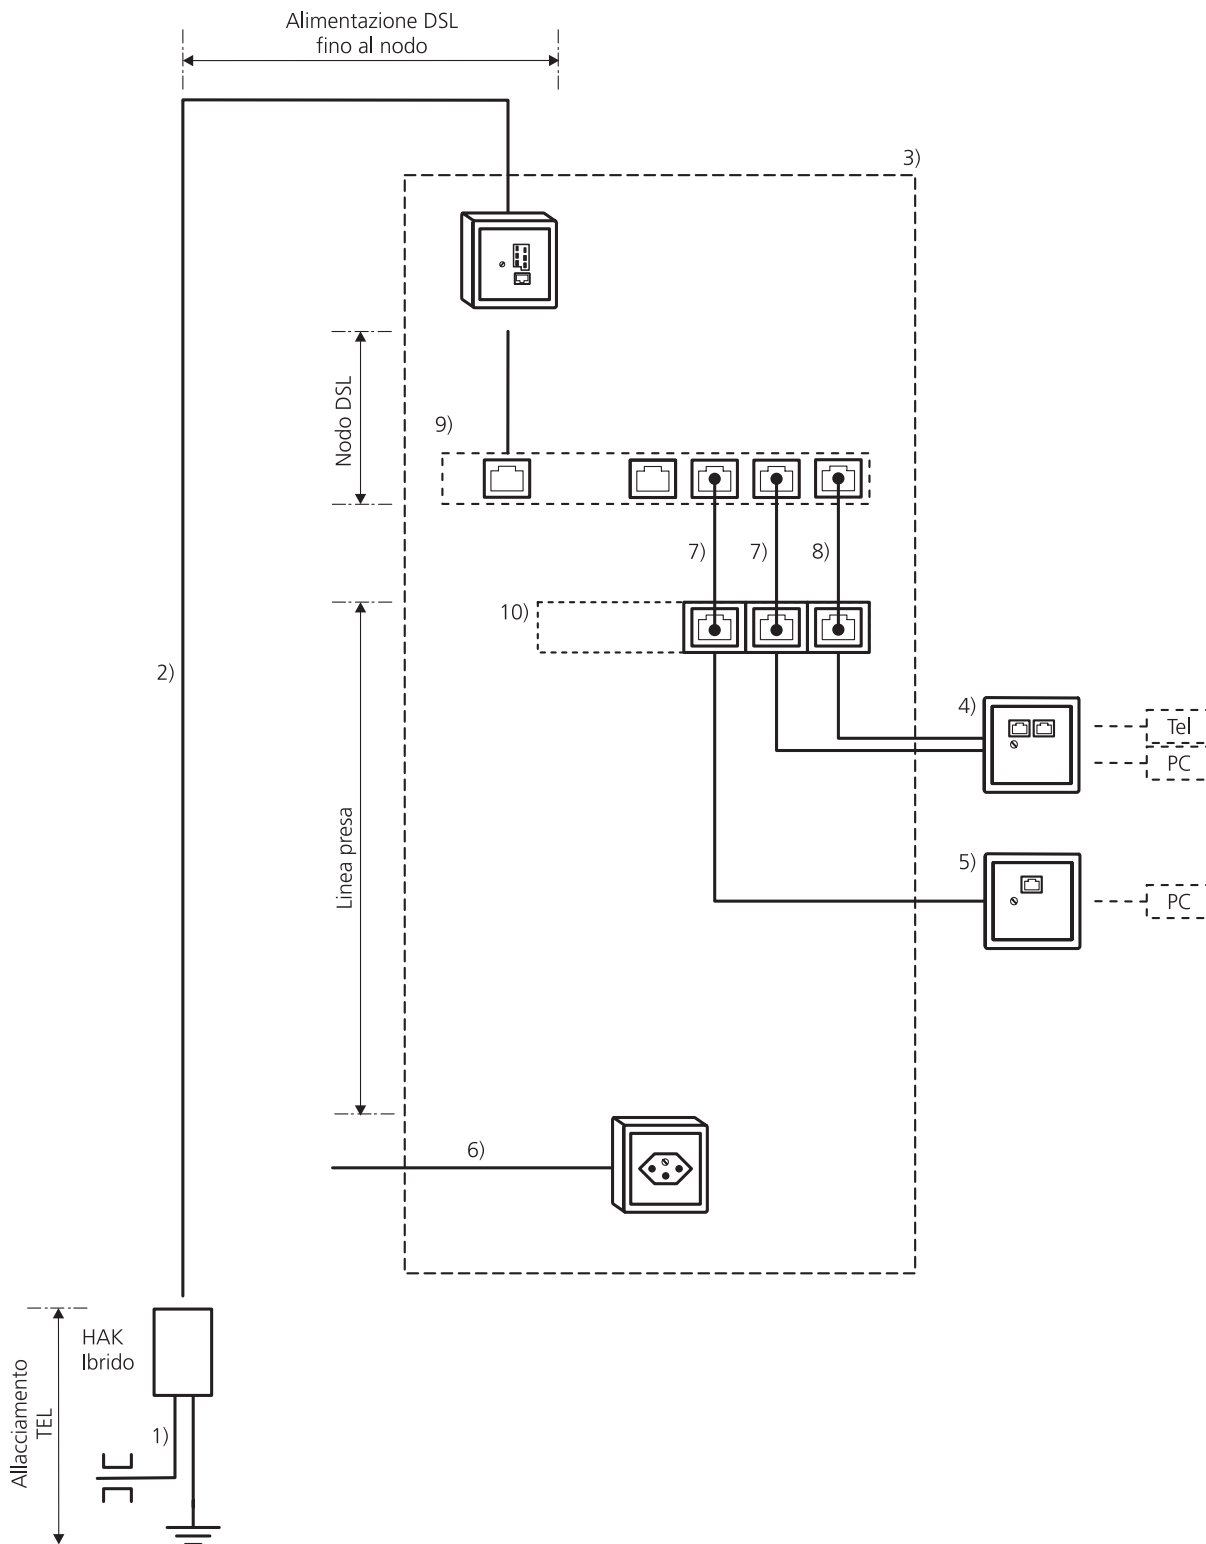 Alimentazione DSL
fino al nodo
3)
Nodo DSL
9)
7)
7)
8)
10)
2)
4)
Tel
PC
Linea presa
5)
PC
6)
HAK
Ibrido
Allacciamento
TEL
1)